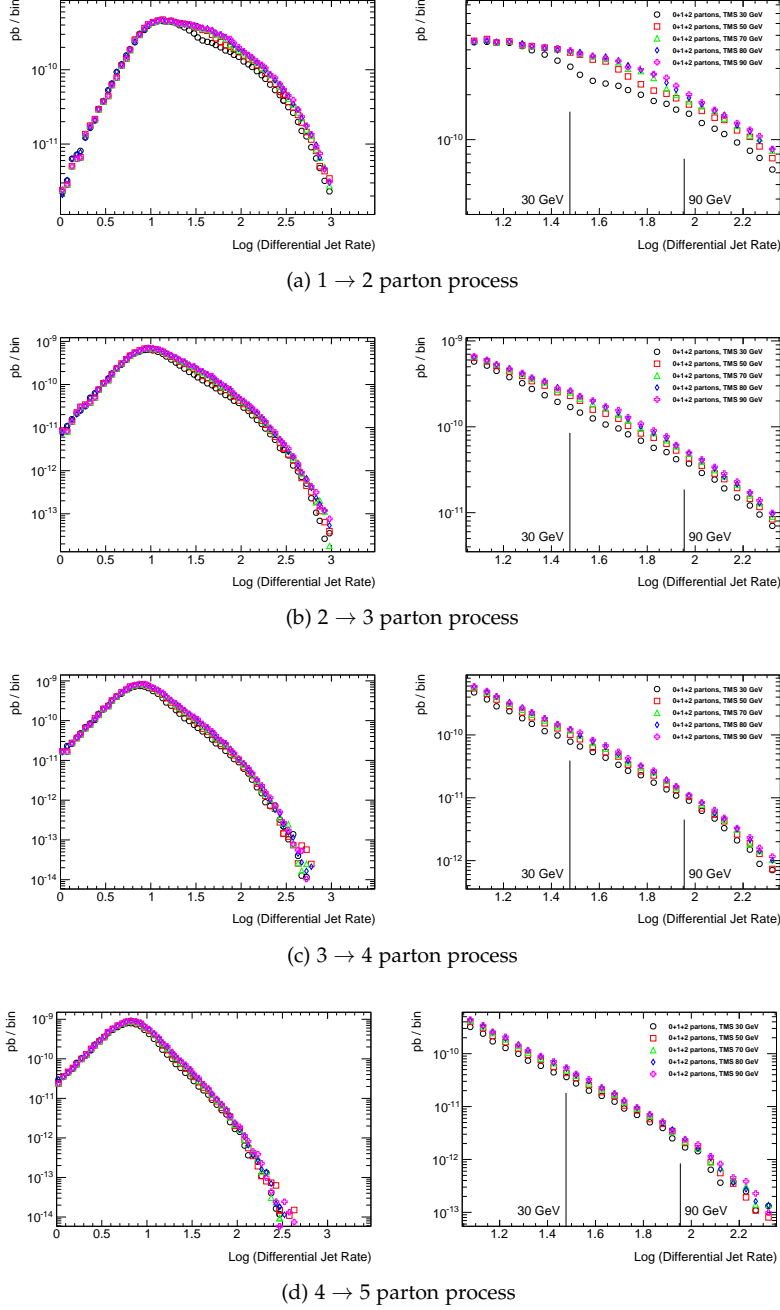 pb / bin
10⁻¹⁰
10⁻¹¹
0 0.5 1 1.5 2 2.5 3
Log (Differential Jet Rate)
pb / bin
0+1+2 partons, TMS 30 GeV
0+1+2 partons, TMS 50 GeV
0+1+2 partons, TMS 70 GeV
0+1+2 partons, TMS 80 GeV
0+1+2 partons, TMS 90 GeV
10⁻¹⁰
30 GeV 90 GeV
1.2 1.4 1.6 1.8 2 2.2
Log (Differential Jet Rate)
(a) 1 → 2 parton process
pb / bin
10⁻⁹
10⁻¹⁰
10⁻¹¹
10⁻¹²
10⁻¹³
0 0.5 1 1.5 2 2.5 3
Log (Differential Jet Rate)
pb / bin
10⁻⁹
0+1+2 partons, TMS 30 GeV
0+1+2 partons, TMS 50 GeV
0+1+2 partons, TMS 70 GeV
0+1+2 partons, TMS 80 GeV
0+1+2 partons, TMS 90 GeV
10⁻¹⁰
10⁻¹¹
30 GeV 90 GeV
1.2 1.4 1.6 1.8 2 2.2
Log (Differential Jet Rate)
(b) 2 → 3 parton process
pb / bin
10⁻⁹
10⁻¹⁰
10⁻¹¹
10⁻¹²
10⁻¹³
10⁻¹⁴
0 0.5 1 1.5 2 2.5 3
Log (Differential Jet Rate)
pb / bin
0+1+2 partons, TMS 30 GeV
0+1+2 partons, TMS 50 GeV
0+1+2 partons, TMS 70 GeV
0+1+2 partons, TMS 80 GeV
0+1+2 partons, TMS 90 GeV
10⁻¹⁰
10⁻¹¹
10⁻¹²
30 GeV 90 GeV
1.2 1.4 1.6 1.8 2 2.2
Log (Differential Jet Rate)
(c) 3 → 4 parton process
pb / bin
10⁻⁹
10⁻¹⁰
10⁻¹¹
10⁻¹²
10⁻¹³
10⁻¹⁴
0 0.5 1 1.5 2 2.5 3
Log (Differential Jet Rate)
pb / bin
0+1+2 partons, TMS 30 GeV
0+1+2 partons, TMS 50 GeV
0+1+2 partons, TMS 70 GeV
0+1+2 partons, TMS 80 GeV
0+1+2 partons, TMS 90 GeV
10⁻¹⁰
10⁻¹¹
10⁻¹²
10⁻¹³
30 GeV 90 GeV
1.2 1.4 1.6 1.8 2 2.2
Log (Differential Jet Rate)
(d) 4 → 5 parton process